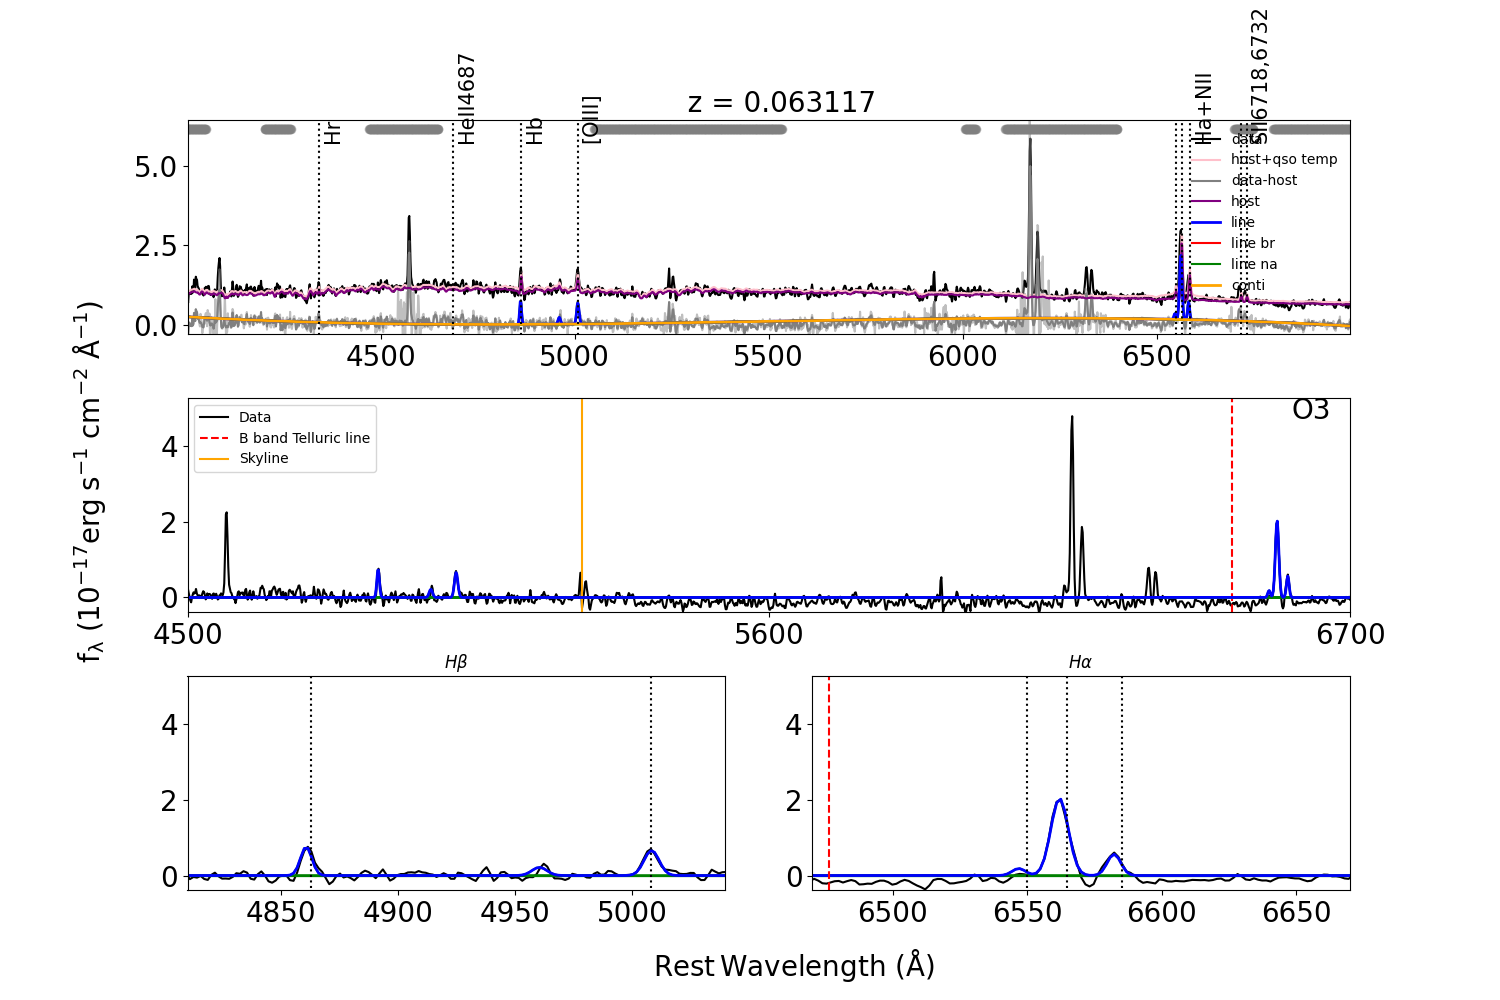 z = 0.063117
Hr
HeII4687
Hb
[OIII]
Ha+NII
SII6718,6732
data
host+qso temp
data-host
host
line
line br
line na
conti
5.0
2.5
0.0
4500
5000
5500
6000
6500
fλ (10⁻¹⁷erg s⁻¹ cm⁻² Å⁻¹)
Data
B band Telluric line
Skyline
O3
4
2
0
4500
5600
6700
Hβ
4
2
0
4850
4900
4950
5000
Hα
4
2
0
6500
6550
6600
6650
Rest Wavelength (Å)